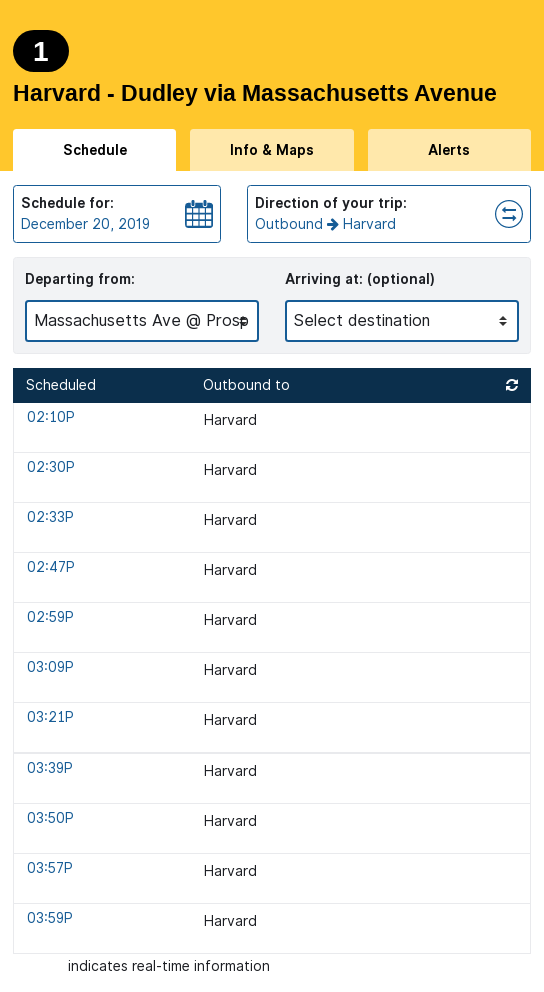 1
Harvard - Dudley via Massachusetts Avenue
Schedule Info & Maps Alerts
Schedule for:
December 20, 2019
Direction of your trip:
Outbound Harvard
Departing from:
Massachusetts Ave @ Prosp
Arriving at: (optional)
Select destination
Scheduled Outbound to
02:10P Harvard
02:30P Harvard
02:33P Harvard
02:47P Harvard
02:59P Harvard
03:09P Harvard
03:21P Harvard
03:39P Harvard
03:50P Harvard
03:57P Harvard
03:59P Harvard
indicates real-time information